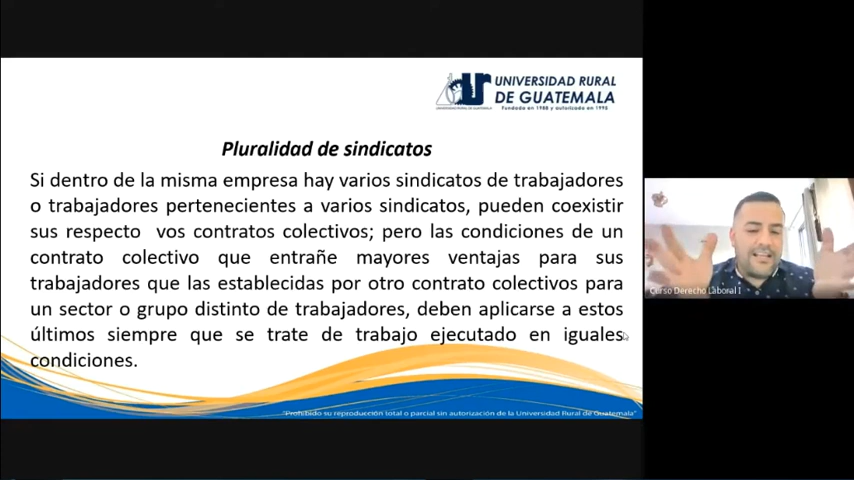 UNIVERSIDAD RURAL
DE GUATEMALA
Fundada en 1988 y autorizada en 1995
Pluralidad de sindicatos
Si dentro de la misma empresa hay varios sindicatos de trabajadores
o trabajadores pertenecientes a varios sindicatos, pueden coexistir
sus respecto vos contratos colectivos; pero las condiciones de un
contrato colectivo que entrañe mayores ventajas para sus
trabajadores que las establecidas por otro contrato colectivos para
un sector o grupo distinto de trabajadores, deben aplicarse a estos
últimos siempre que se trate de trabajo ejecutado en iguales
condiciones.
"Prohibido su reproducción total o parcial sin autorización de la Universidad Rural de Guatemala"
Curso Derecho Laboral I